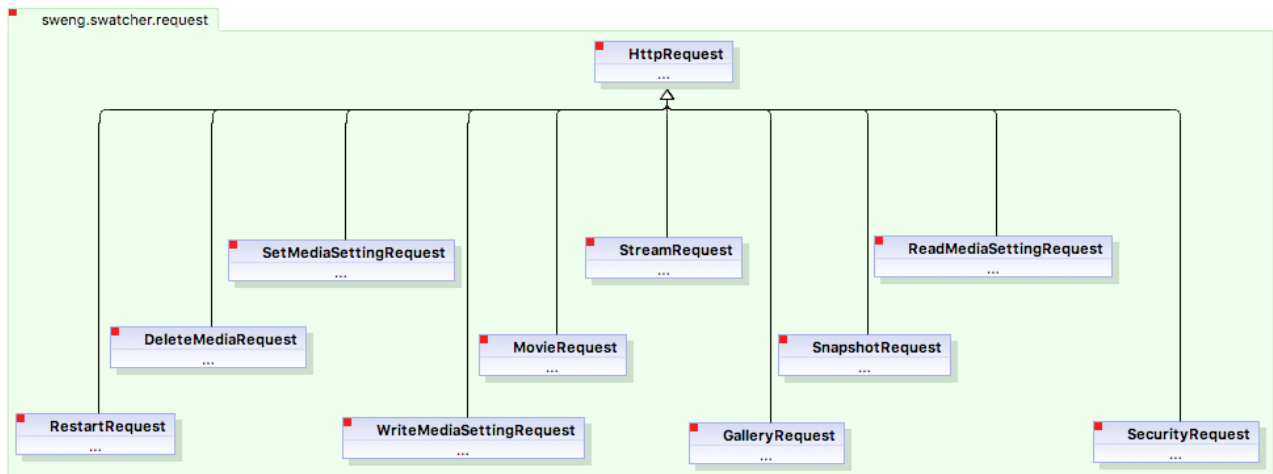 sweng.swatcher.request
HttpRequest
...
SetMediaSettingRequest
...
StreamRequest
...
ReadMediaSettingRequest
...
DeleteMediaRequest
...
MovieRequest
...
SnapshotRequest
...
RestartRequest
...
WriteMediaSettingRequest
...
GalleryRequest
...
SecurityRequest
...